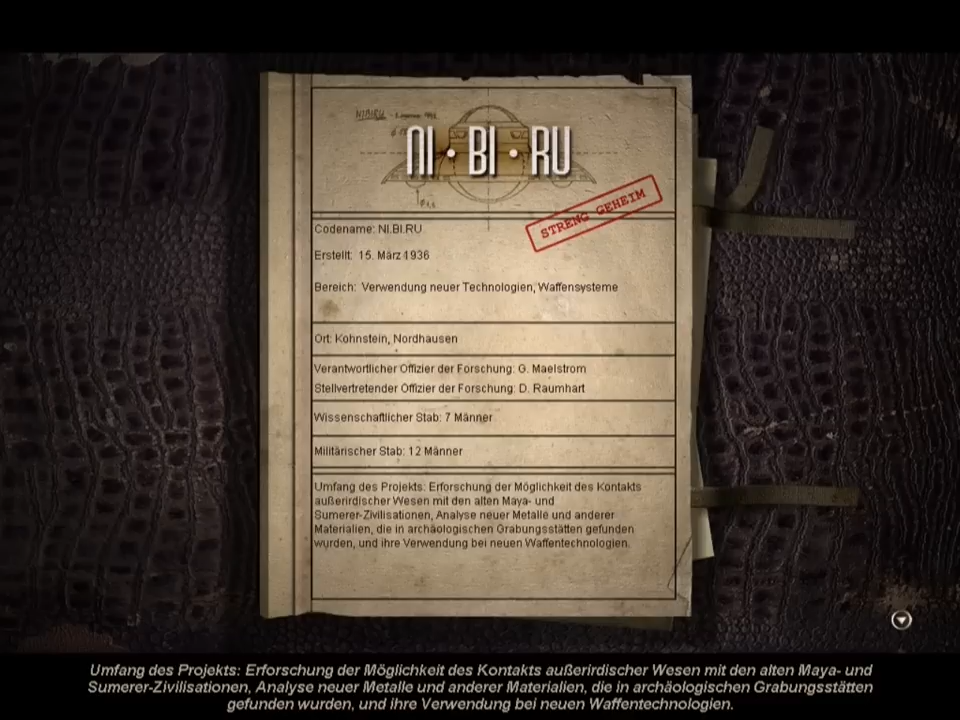 NIBIRU
NI·BI·RU
STRENG GEHEIM
Codename: NI.BI.RU
Erstellt: 15. März 1936
Bereich: Verwendung neuer Technologien, Waffensysteme
Ort: Kohnstein, Nordhausen
Verantwortlicher Offizier der Forschung: G. Maelstrom
Stellvertretender Offizier der Forschung: D. Raumhart
Wissenschaftlicher Stab: 7 Männer
Militärischer Stab: 12 Männer
Umfang des Projekts: Erforschung der Möglichkeit des Kontakts
außerirdischer Wesen mit den alten Maya- und
Sumerer-Zivilisationen, Analyse neuer Metalle und anderer
Materialien, die in archäologischen Grabungsstätten gefunden
wurden, und ihre Verwendung bei neuen Waffentechnologien.
Umfang des Projekts: Erforschung der Möglichkeit des Kontakts außerirdischer Wesen mit den alten Maya- und
Sumerer-Zivilisationen, Analyse neuer Metalle und anderer Materialien, die in archäologischen Grabungsstätten
gefunden wurden, und ihre Verwendung bei neuen Waffentechnologien.